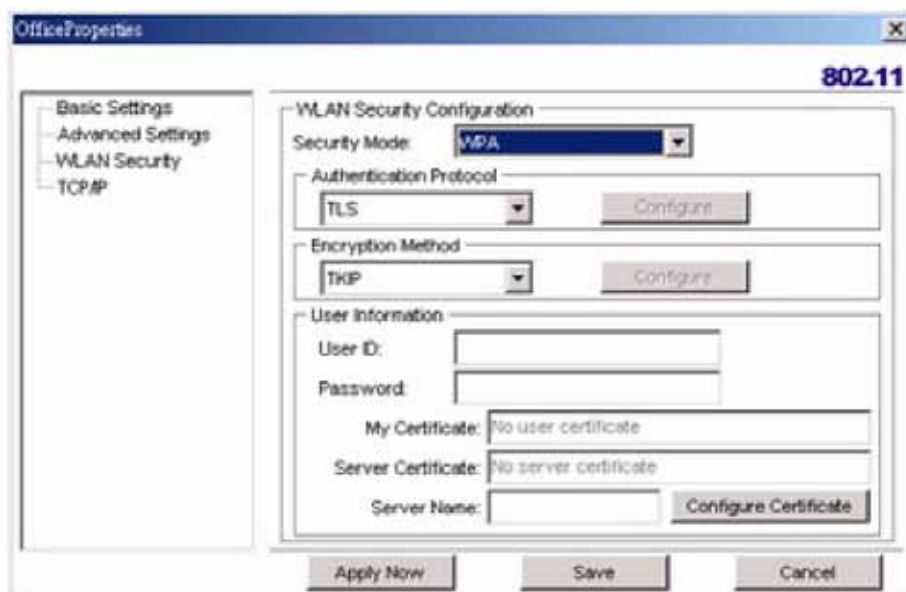 OfficeProperties
802.11
Basic Settings
Advanced Settings
WLAN Security
TCP/IP
WLAN Security Configuration
Security Mode: WPA
Authentication Protocol
TLS Configure
Encryption Method
TKIP Configure
User Information
User ID:
Password:
My Certificate: No user certificate
Server Certificate: No server certificate
Server Name: Configure Certificate
Apply Now Save Cancel